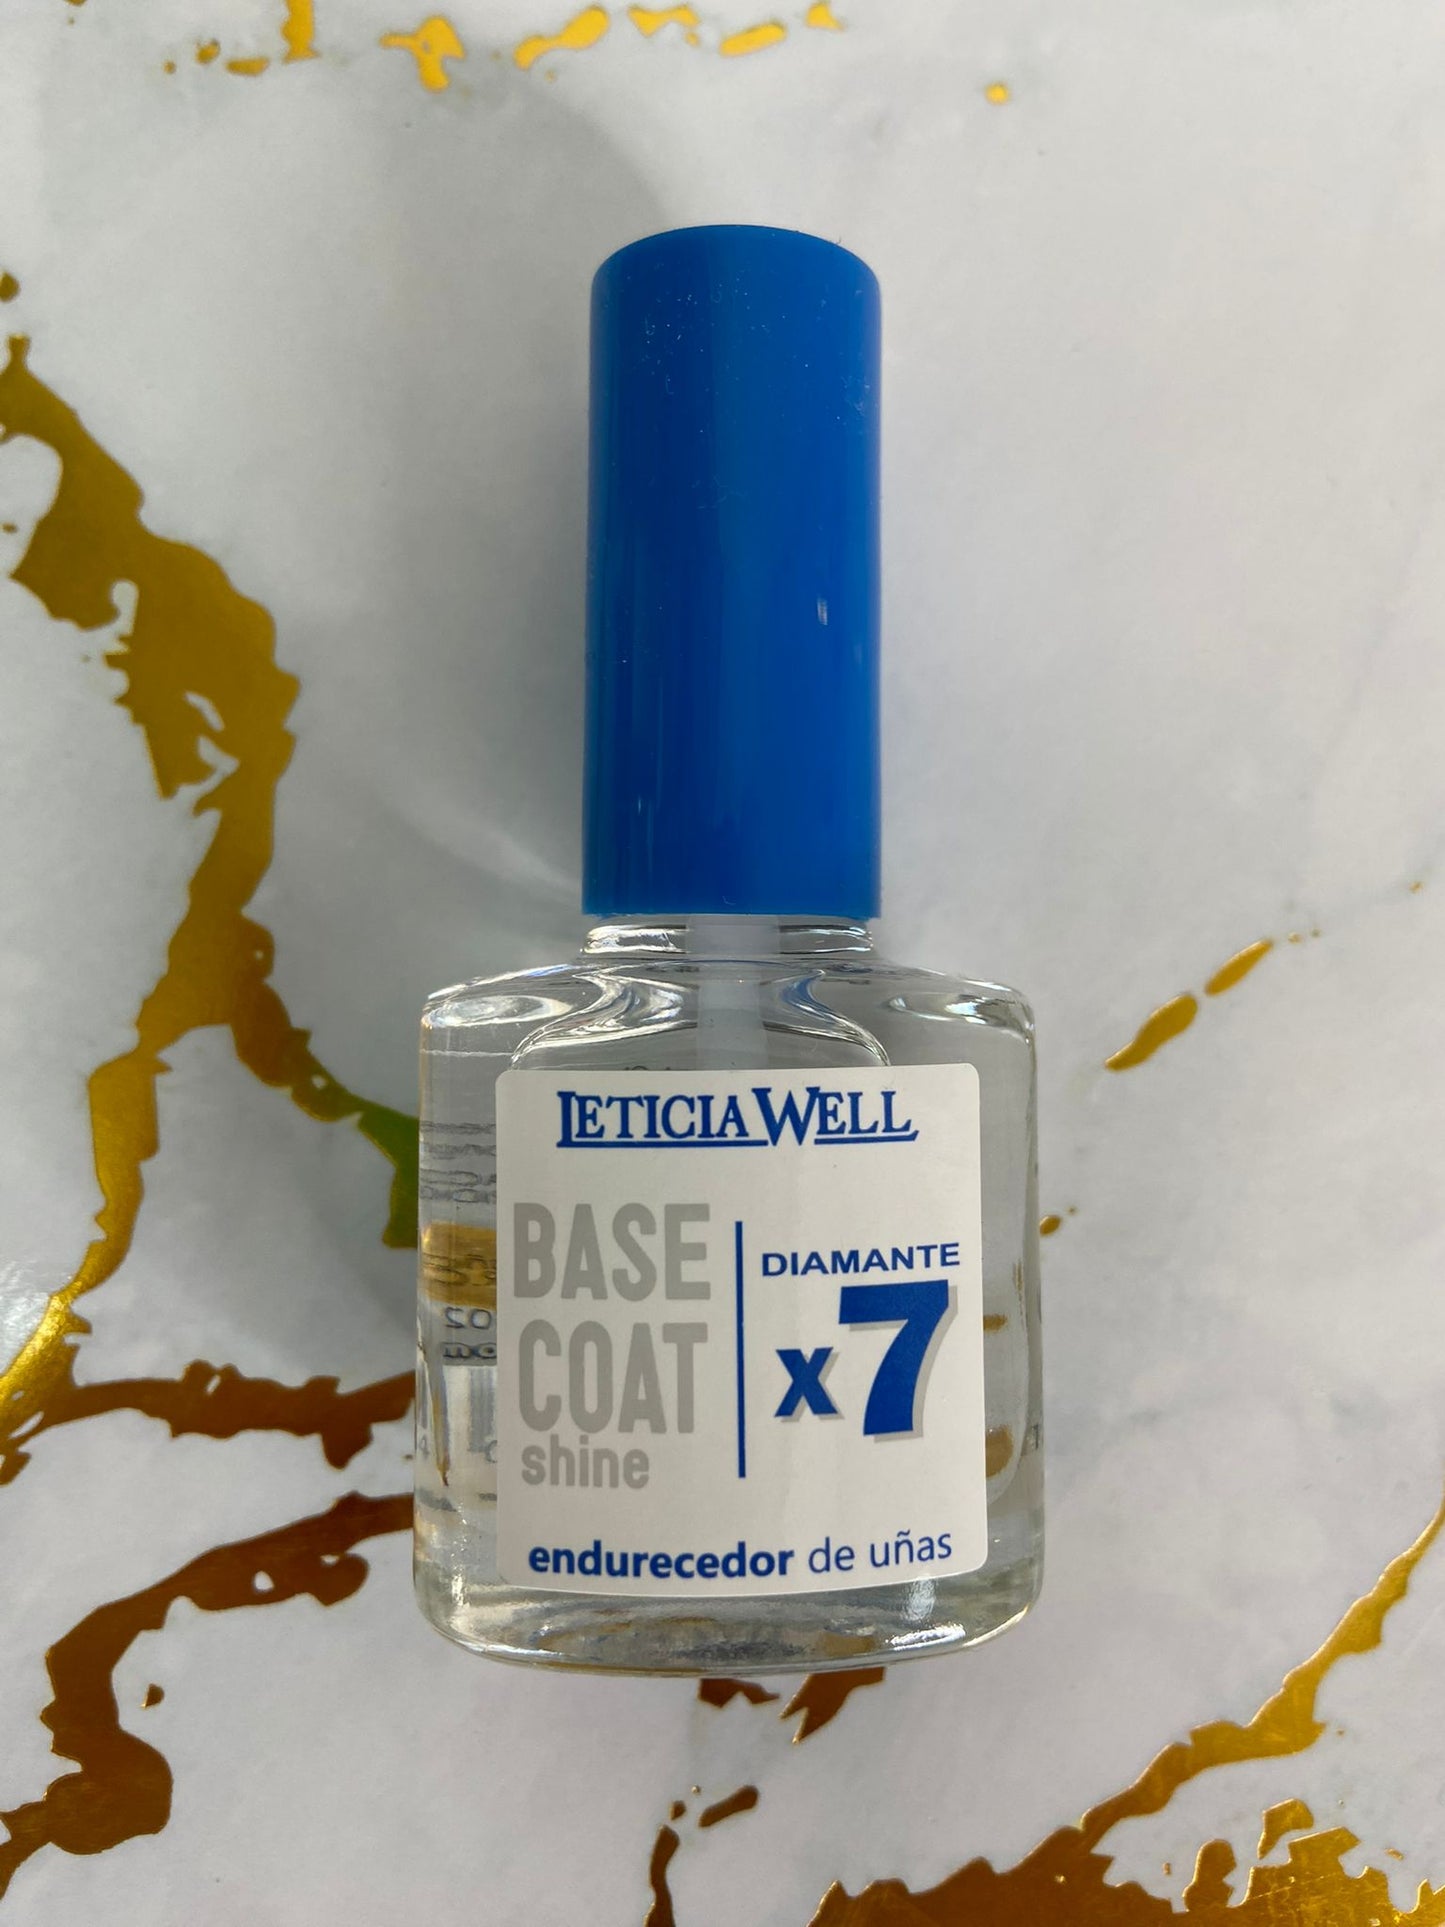 LETICIA WELL
BASE
COAT
shine
DIAMANTE
x7
endurecedor de uñas